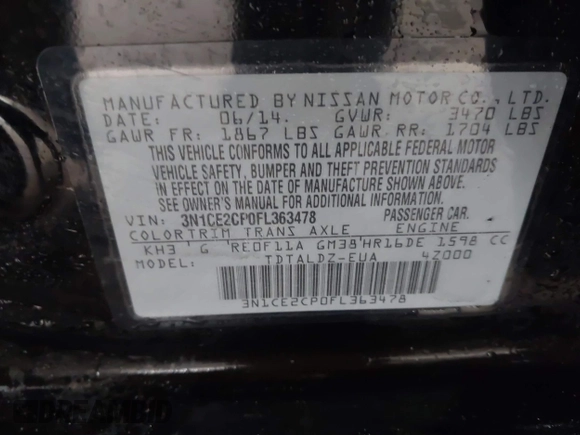 MANUFACTURED BY NISSAN MOTOR CO., LTD.
DATE: 06/14. GVWR: 3470 LBS
GAWR FR: 1867 LBS GAWR RR: 1704 LBS
THIS VEHICLE CONFORMS TO ALL APPLICABLE FEDERAL MOTOR
VEHICLE SAFETY, BUMPER AND THEFT PREVENTION STANDARDS
IN EFFECT ON THE DATE OF MANUFACTURE SHOWN ABOVE.
SEE OWNER'S MANUAL FOR ADDITIONAL INFORMATION.
VIN: 3N1CE2CP0FL363478 PASSENGER CAR.
COLOR TRIM TRANS AXLE ENGINE
KH3 ' G 'RE0F11A GM38'HR16DE 1598 CC
MODEL: TDTALDZ-EUA 4Z000
3N1CE2CP0FL363478
DREAMBID